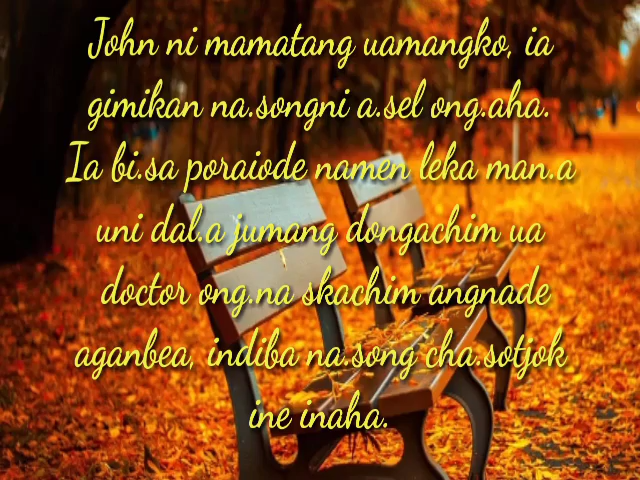 John ni mamatang uamangko, ia
gimikan na.songni a.sel ong.aha.
Ia bi.sa poraiode namen leka man.a
uni dal.a jumang dongachim ua
doctor ong.na skachim angnade
aganbea, indiba na.song cha.sotjok
ine inaha.